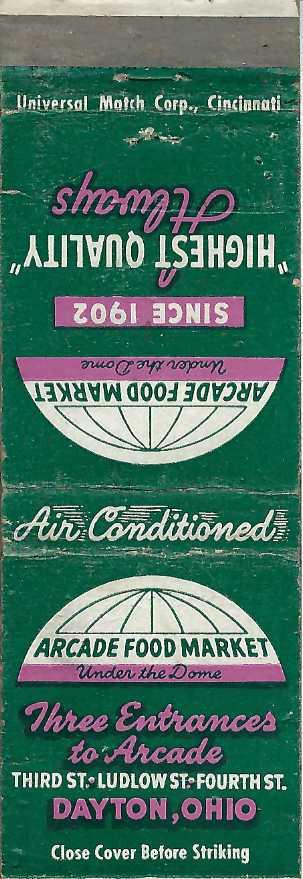 Universal Match Corp., Cincinnati
Always
"HIGHEST QUALITY"
SINCE 1902
Under the Dome
ARCADE FOOD MARKET
Air Conditioned
ARCADE FOOD MARKET
Under the Dome
Three Entrances
to Arcade
THIRD ST. LUDLOW ST. FOURTH ST.
DAYTON, OHIO
Close Cover Before Striking